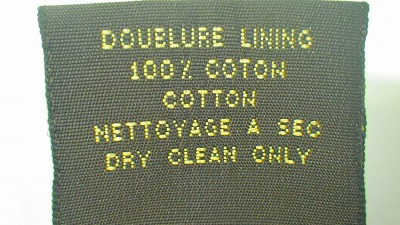 DOUBLURE LINING
100% COTON
COTTON
NETTOYAGE A SEC
DRY CLEAN ONLY